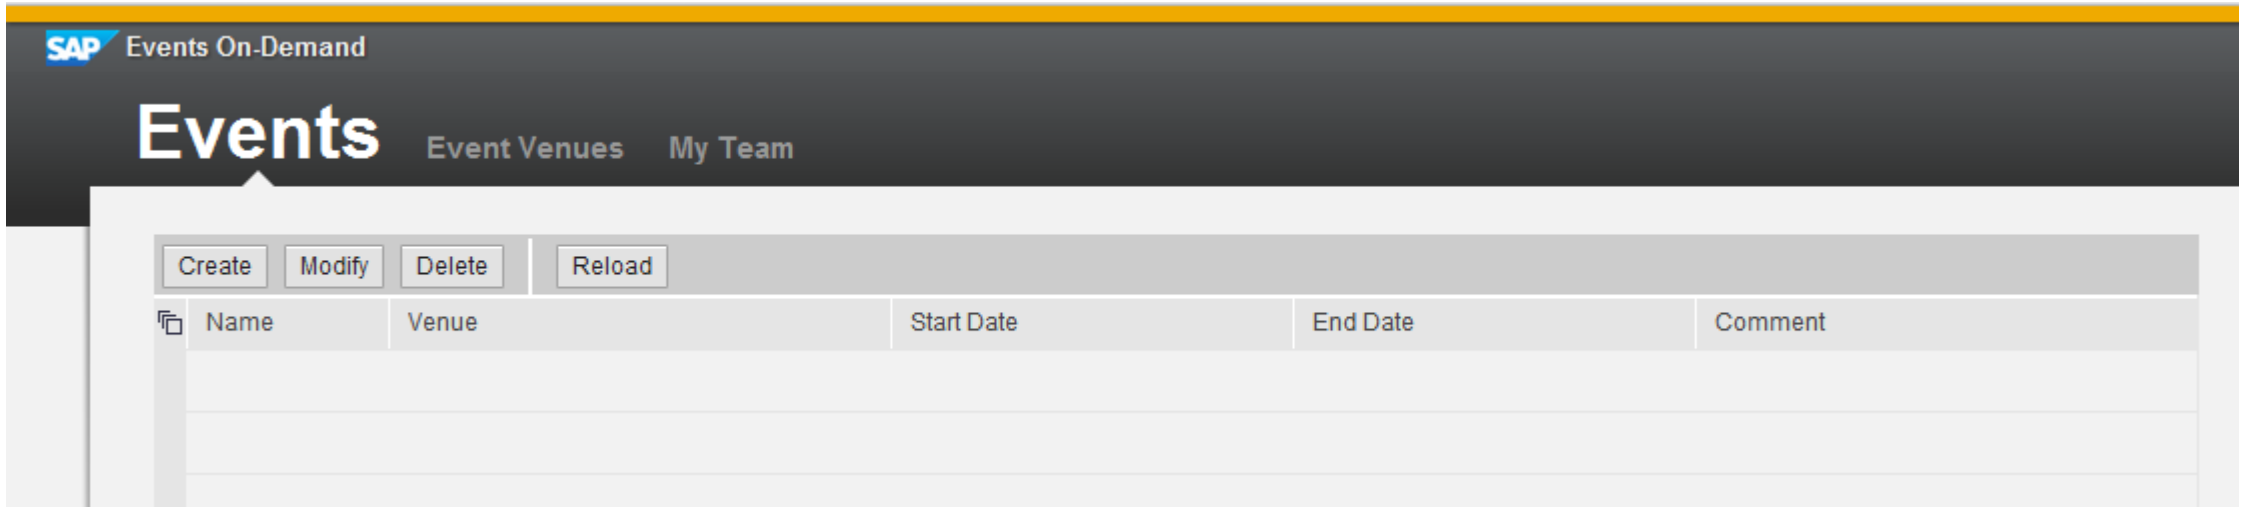 SAP Events On-Demand
Events Event Venues My Team
Create Modify Delete Reload
Name Venue Start Date End Date Comment